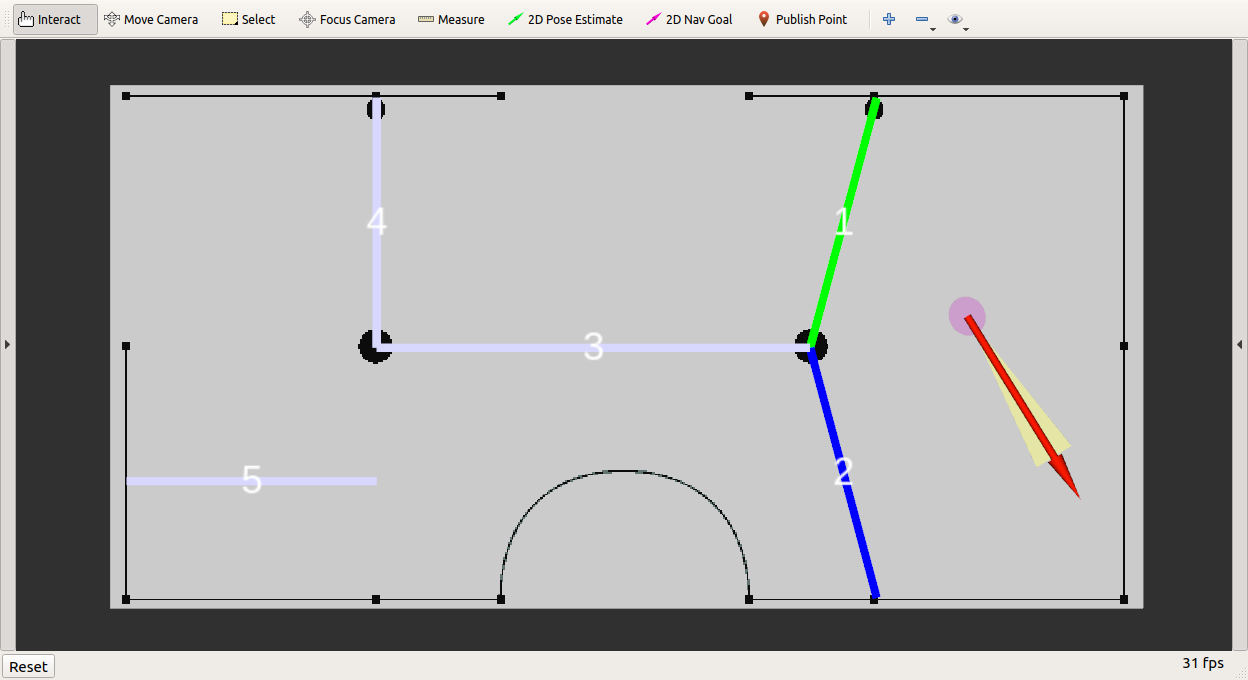 Interact Move Camera Select Focus Camera Measure 2D Pose Estimate 2D Nav Goal Publish Point
4 1
3
5 2
Reset 31 fps